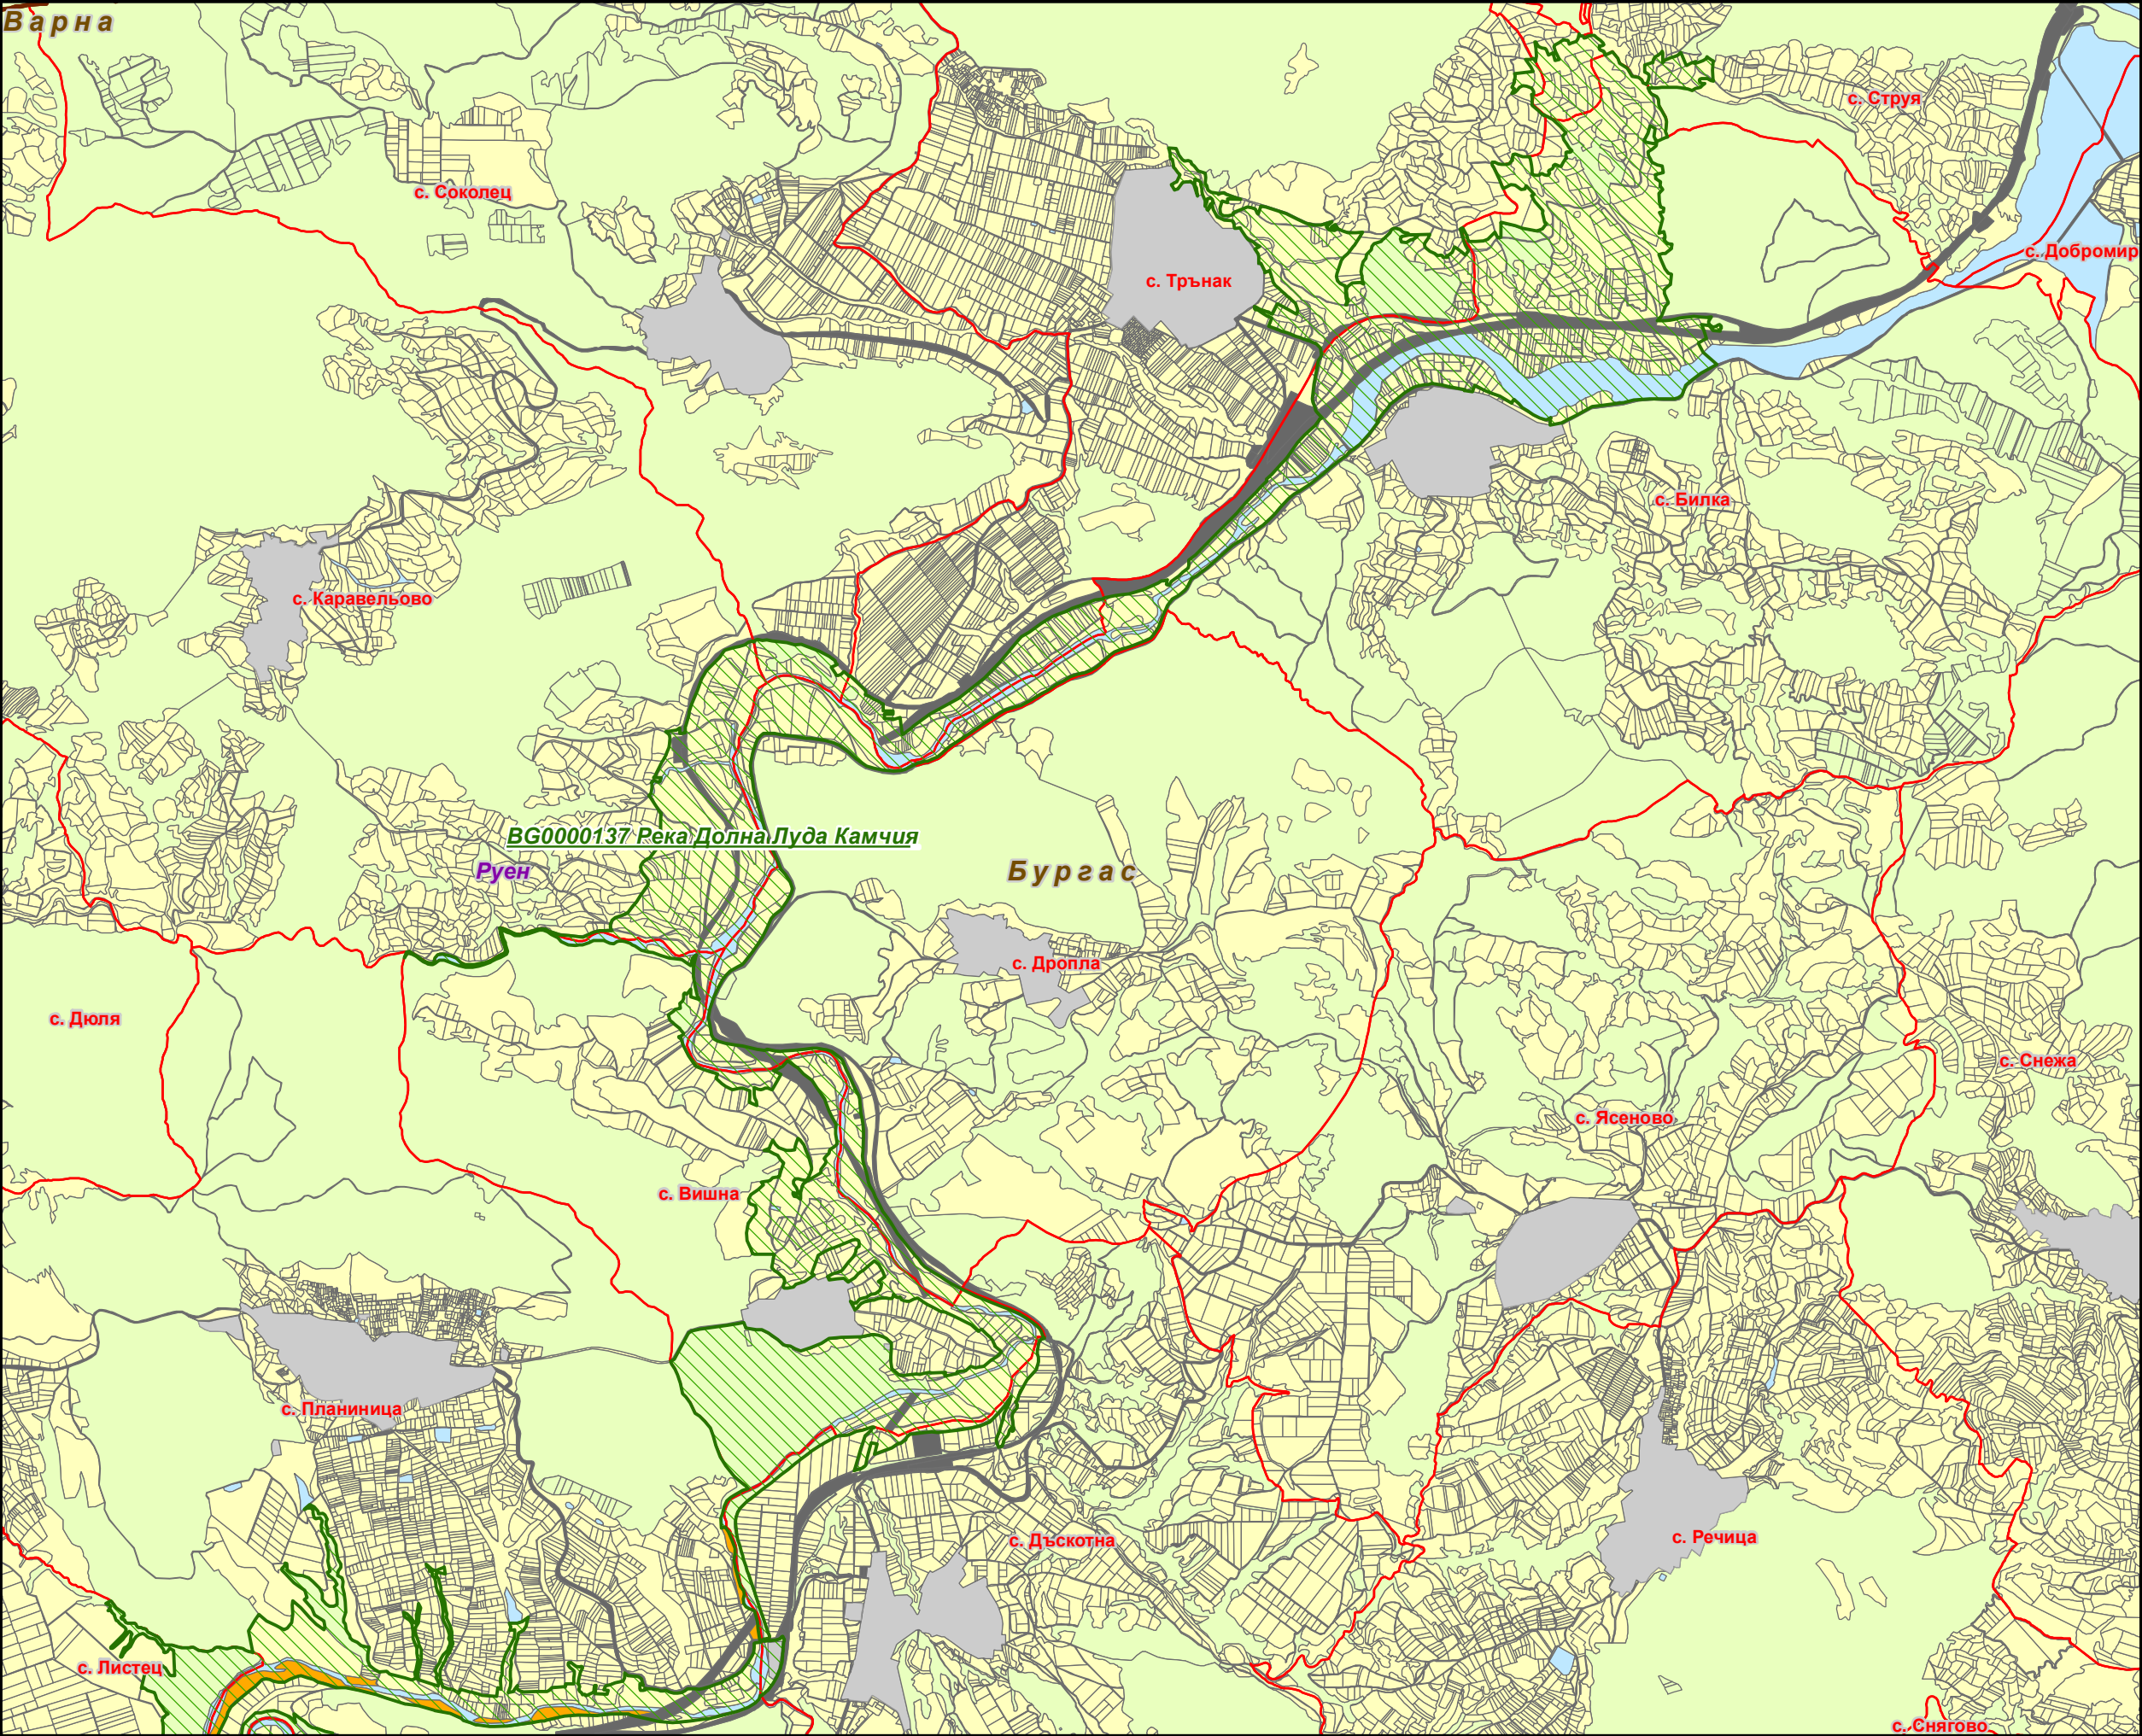 Варна
с. Струя
с. Соколец
с. Добромир
с. Трънак
с. Билка
с. Каравельово
BG0000137 Река Долна Луда Камчия
Руен
Бургас
с. Дропла
с. Дюля
с. Снежа
с. Ясеново
с. Вишна
с. Планиница
с. Речица
с. Дъскотна
с. Листец
с. Снягово